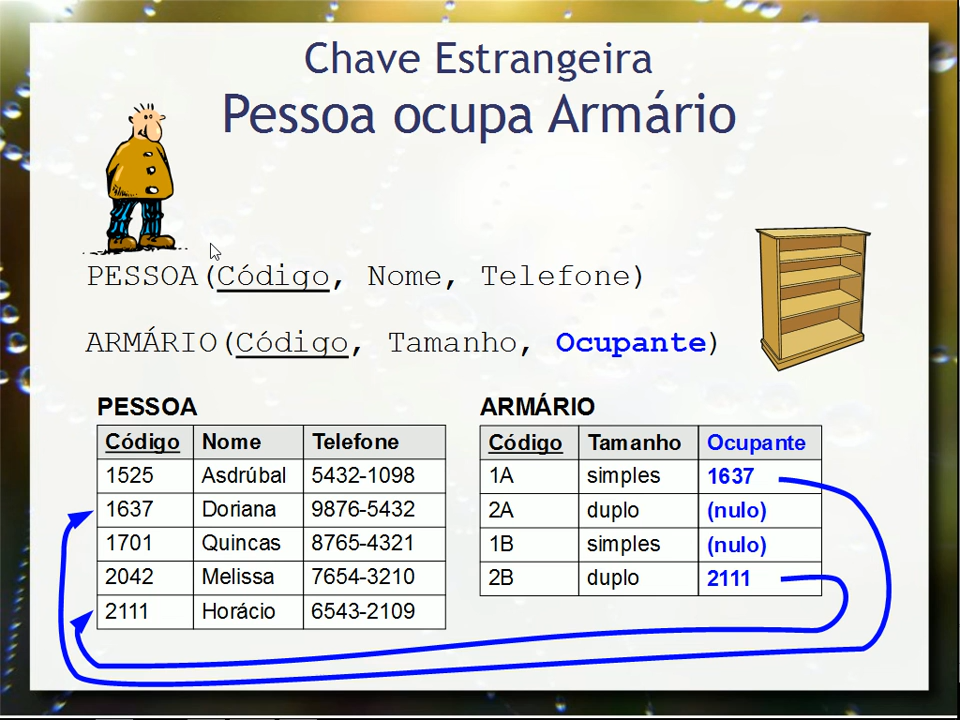 Chave Estrangeira
Pessoa ocupa Armário
PESSOA(Código, Nome, Telefone)
ARMÁRIO(Código, Tamanho, Ocupante)
PESSOA
Código Nome Telefone
1525 Asdrúbal 5432-1098
1637 Doriana 9876-5432
1701 Quincas 8765-4321
2042 Melissa 7654-3210
2111 Horácio 6543-2109
ARMÁRIO
Código Tamanho Ocupante
1A simples 1637
2A duplo (nulo)
1B simples (nulo)
2B duplo 2111